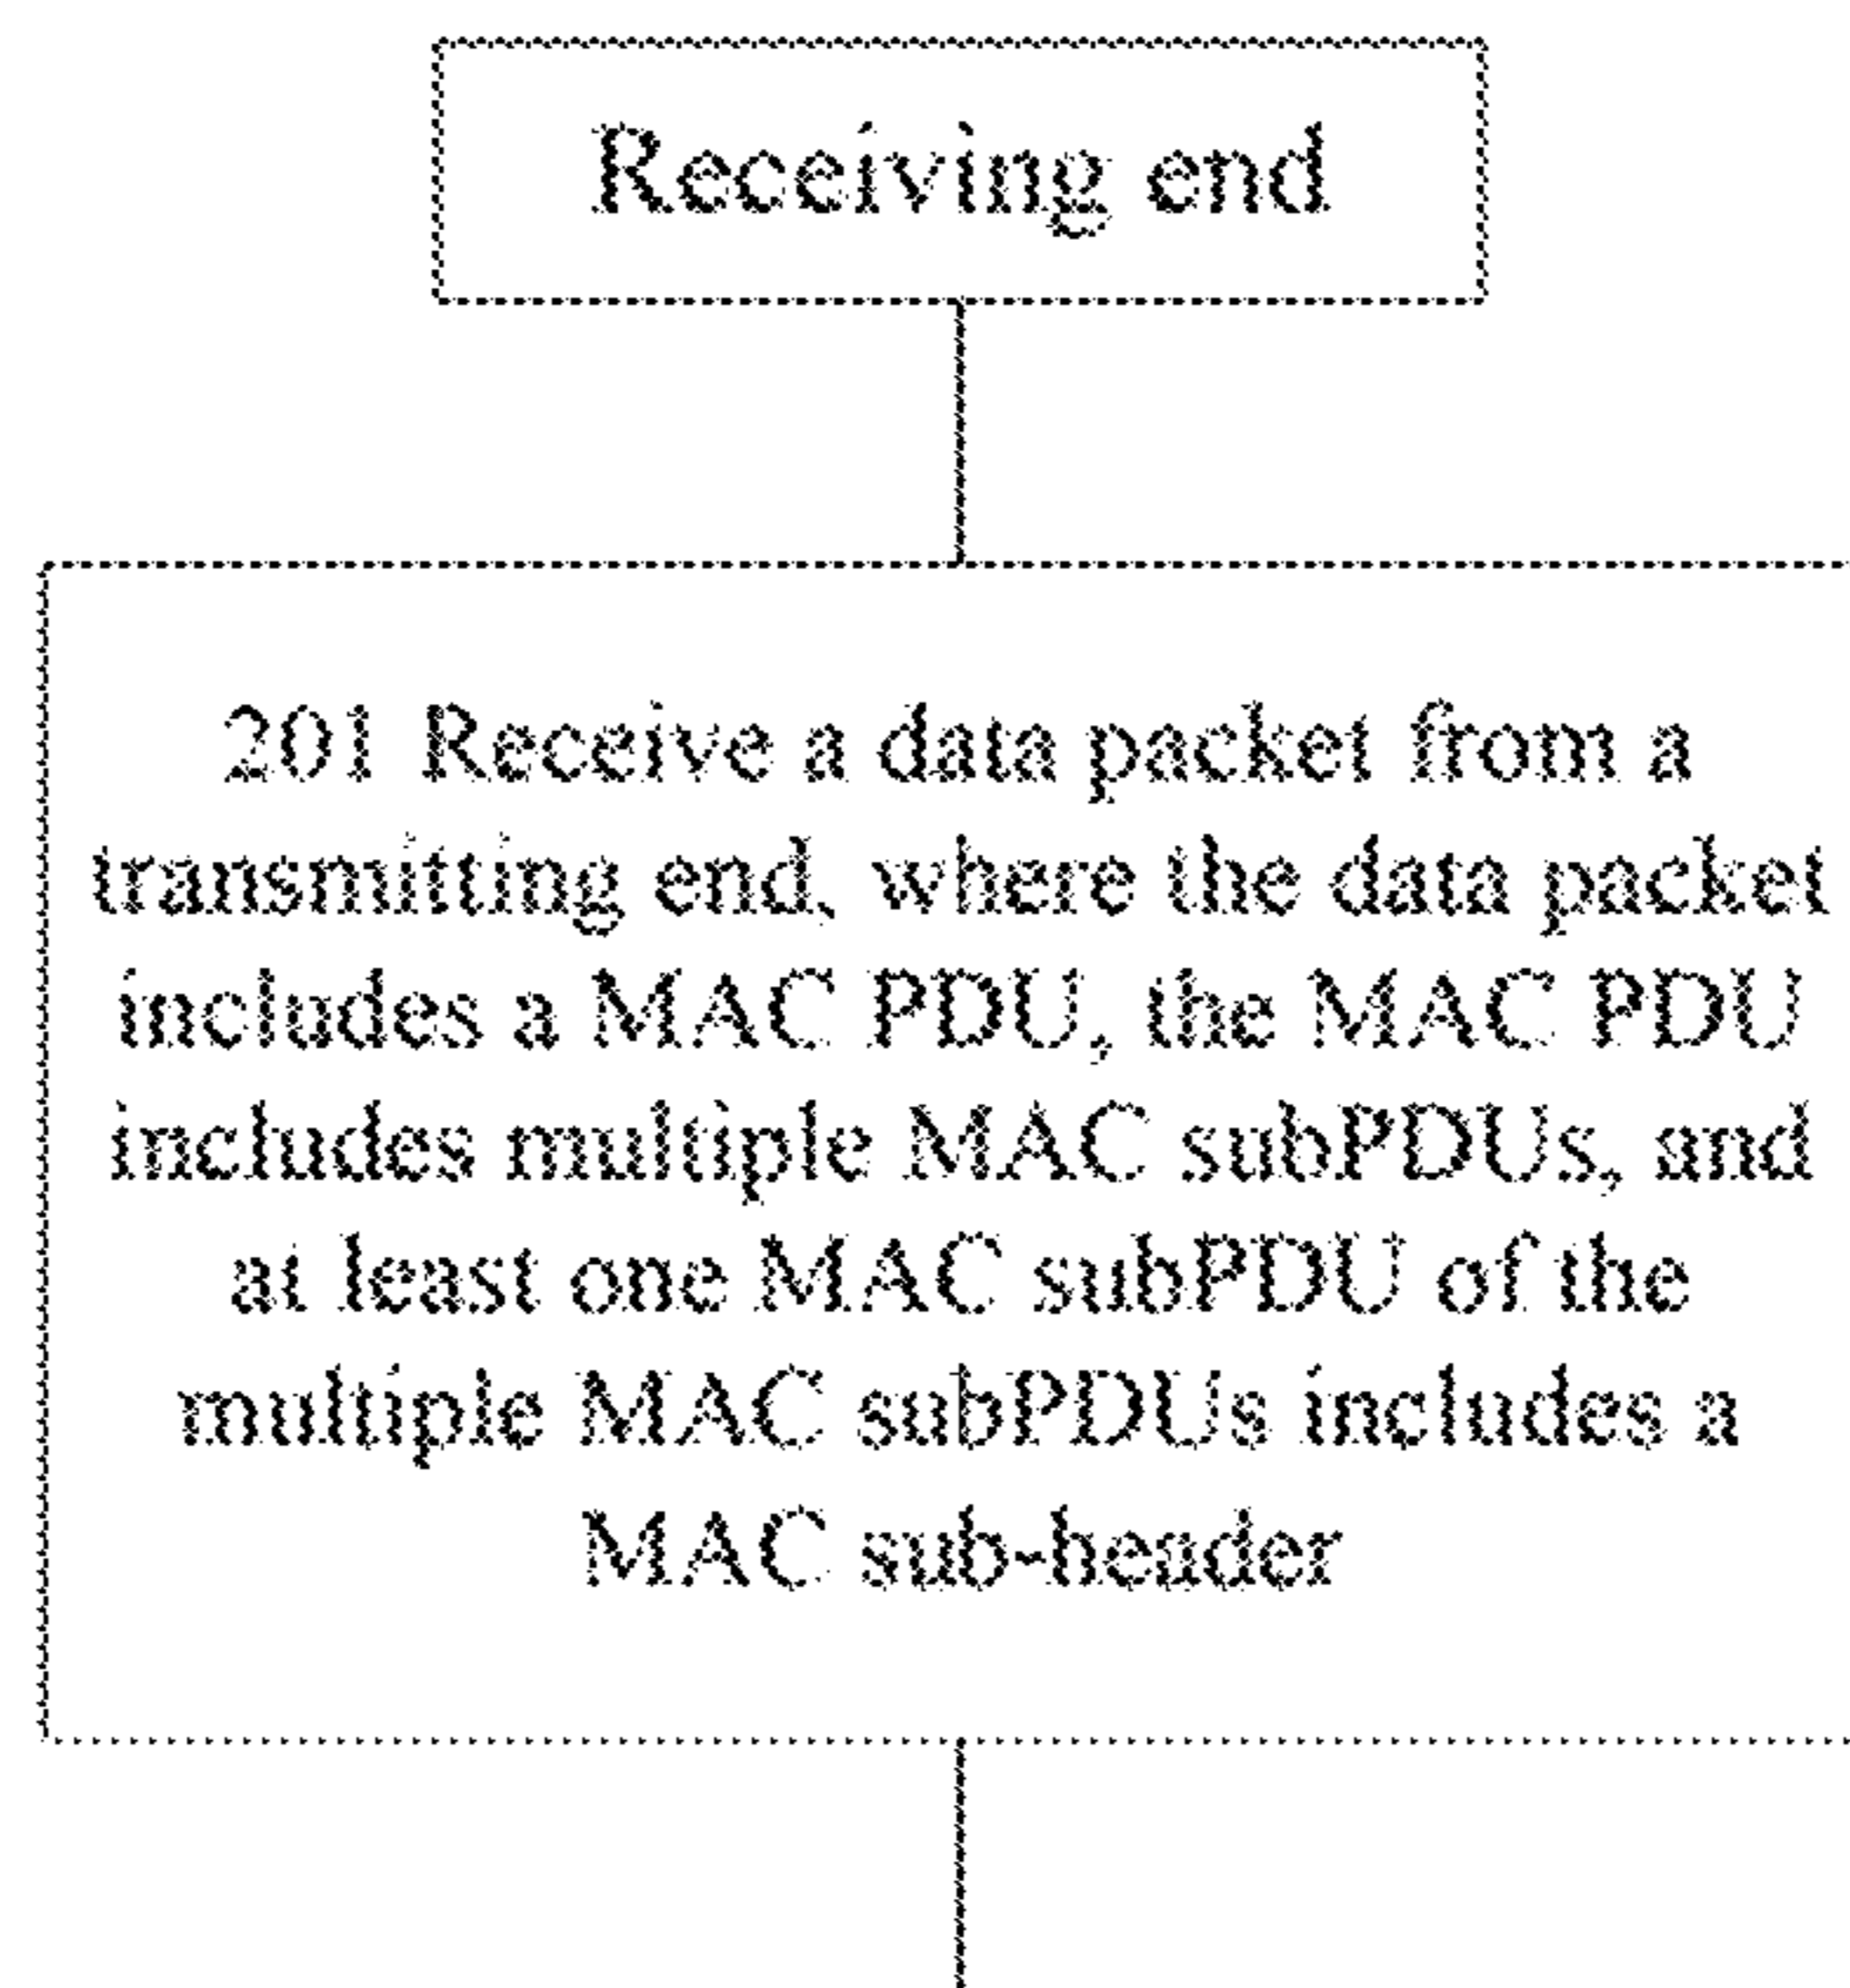 Receiving end
201 Receive a data packet from a
transmitting end, where the data packet
includes a MAC PDU, the MAC PDU
includes multiple MAC subPDUs, and
at least one MAC subPDU of the
multiple MAC subPDUs includes a
MAC sub-header